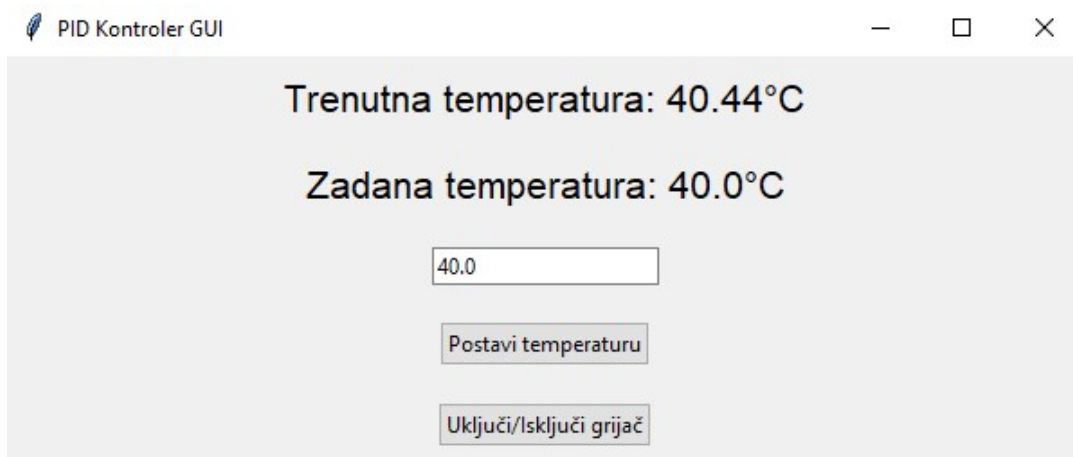 PID Kontroler GUI
Trenutna temperatura: 40.44°C
Zadana temperatura: 40.0°C
40.0
Postavi temperaturu
Uključi/Isključi grijač